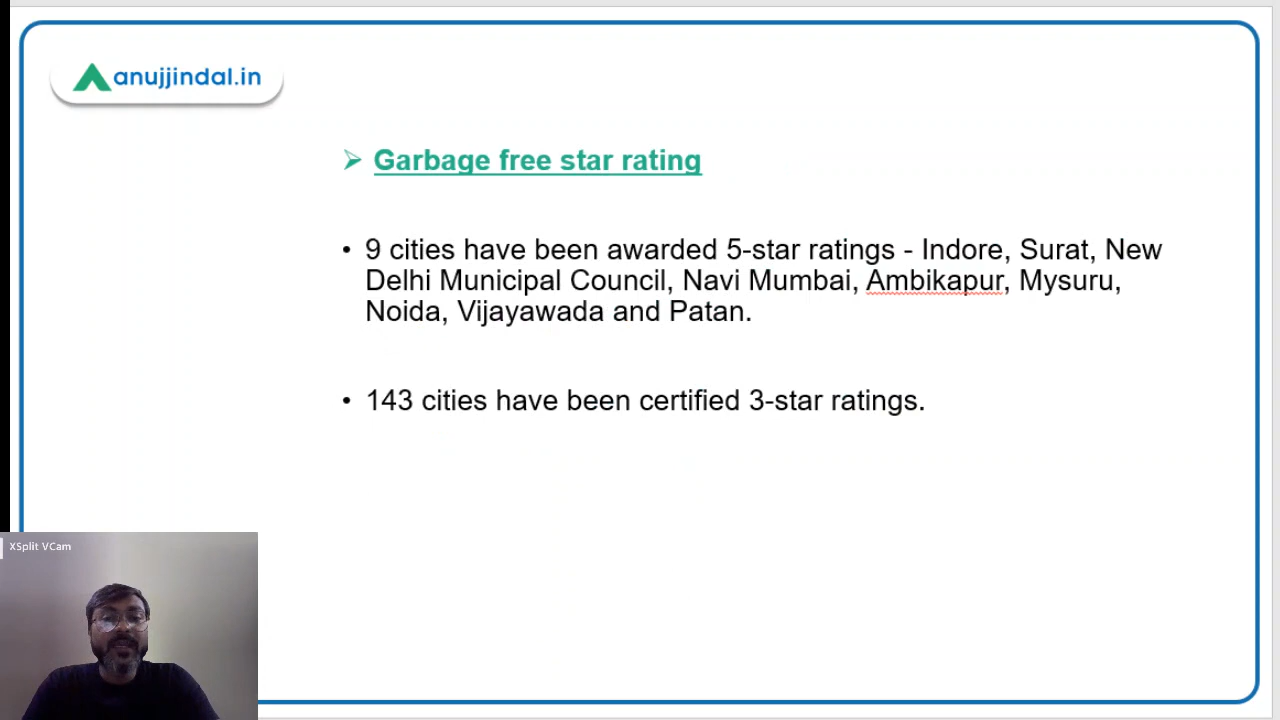 anujjindal.in
➢ Garbage free star rating
• 9 cities have been awarded 5-star ratings - Indore, Surat, New
Delhi Municipal Council, Navi Mumbai, Ambikapur, Mysuru,
Noida, Vijayawada and Patan.
• 143 cities have been certified 3-star ratings.
XSplit VCam